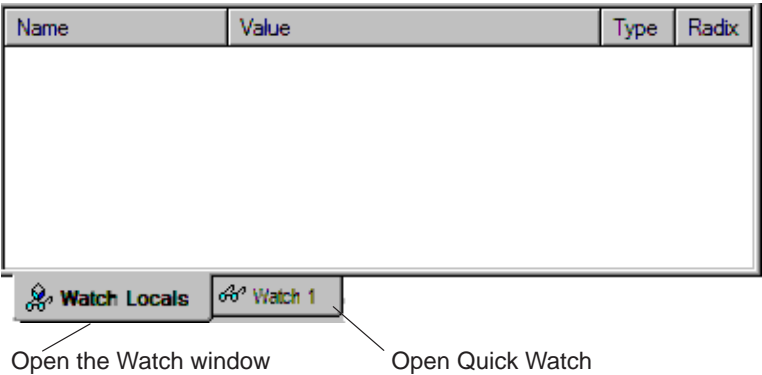 Name Value Type Radix
Watch Locals Watch 1
Open the Watch window Open Quick Watch